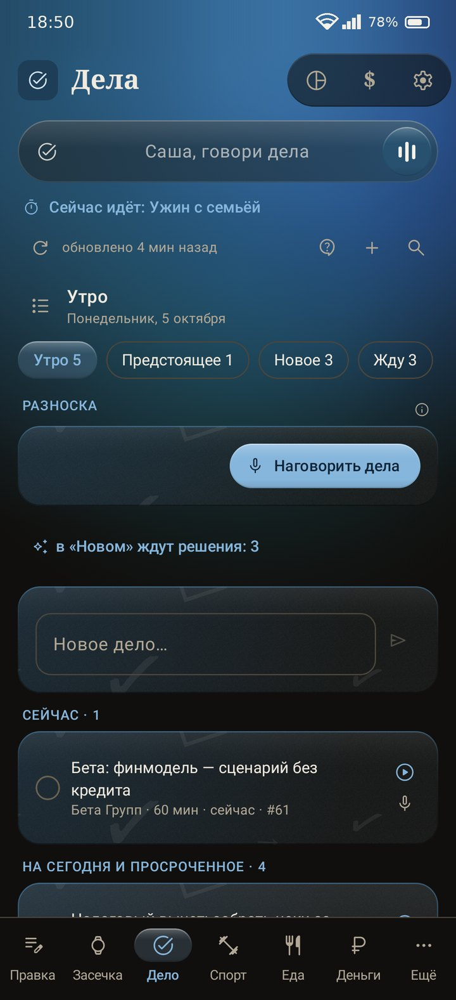 18:50
78%
Дела
$
Саша, говори дела
Сейчас идёт: Ужин с семьёй
обновлено 4 мин назад
Утро
Понедельник, 5 октября
Утро 5
Предстоящее 1
Новое 3
Жду 3
РАЗНОСКА
Наговорить дела
в «Новом» ждут решения: 3
Новое дело…
СЕЙЧАС · 1
Бета: финмодель — сценарий без
кредита
Бета Групп · 60 мин · сейчас · #61
НА СЕГОДНЯ И ПРОСРОЧЕННОЕ · 4
Правка
Засечка
Дело
Спорт
Еда
Деньги
Ещё